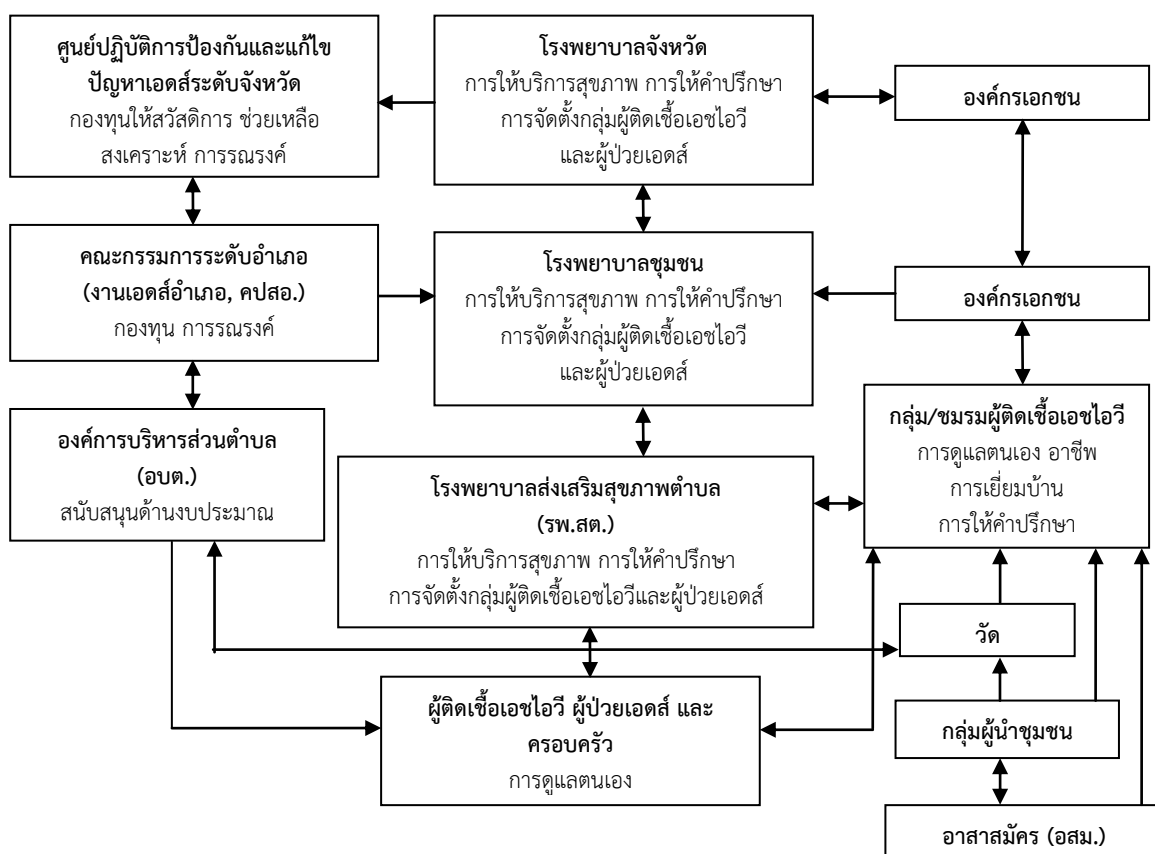 ศูนย์ปฏิบัติการป้องกันและแก้ไข
ปัญหาเอดส์ระดับจังหวัด
กองทุนให้สวัสดิการ ช่วยเหลือ
สงเคราะห์ การรณรงค์
โรงพยาบาลจังหวัด
การให้บริการสุขภาพ การให้คำปรึกษา
การจัดตั้งกลุ่มผู้ติดเชื้อเอชไอวี
และผู้ป่วยเอดส์
องค์กรเอกชน
คณะกรรมการระดับอำเภอ
(งานเอดส์อำเภอ, คปสอ.)
กองทุน การรณรงค์
โรงพยาบาลชุมชน
การให้บริการสุขภาพ การให้คำปรึกษา
การจัดตั้งกลุ่มผู้ติดเชื้อเอชไอวี
และผู้ป่วยเอดส์
องค์กรเอกชน
องค์การบริหารส่วนตำบล
(อบต.)
สนับสนุนด้านงบประมาณ
โรงพยาบาลส่งเสริมสุขภาพตำบล
(รพ.สต.)
การให้บริการสุขภาพ การให้คำปรึกษา
การจัดตั้งกลุ่มผู้ติดเชื้อเอชไอวีและผู้ป่วยเอดส์
กลุ่ม/ชมรมผู้ติดเชื้อเอชไอวี
การดูแลตนเอง อาชีพ
การเยี่ยมบ้าน
การให้คำปรึกษา
วัด
ผู้ติดเชื้อเอชไอวี ผู้ป่วยเอดส์ และ
ครอบครัว
การดูแลตนเอง
กลุ่มผู้นำชุมชน
อาสาสมัคร (อสม.)